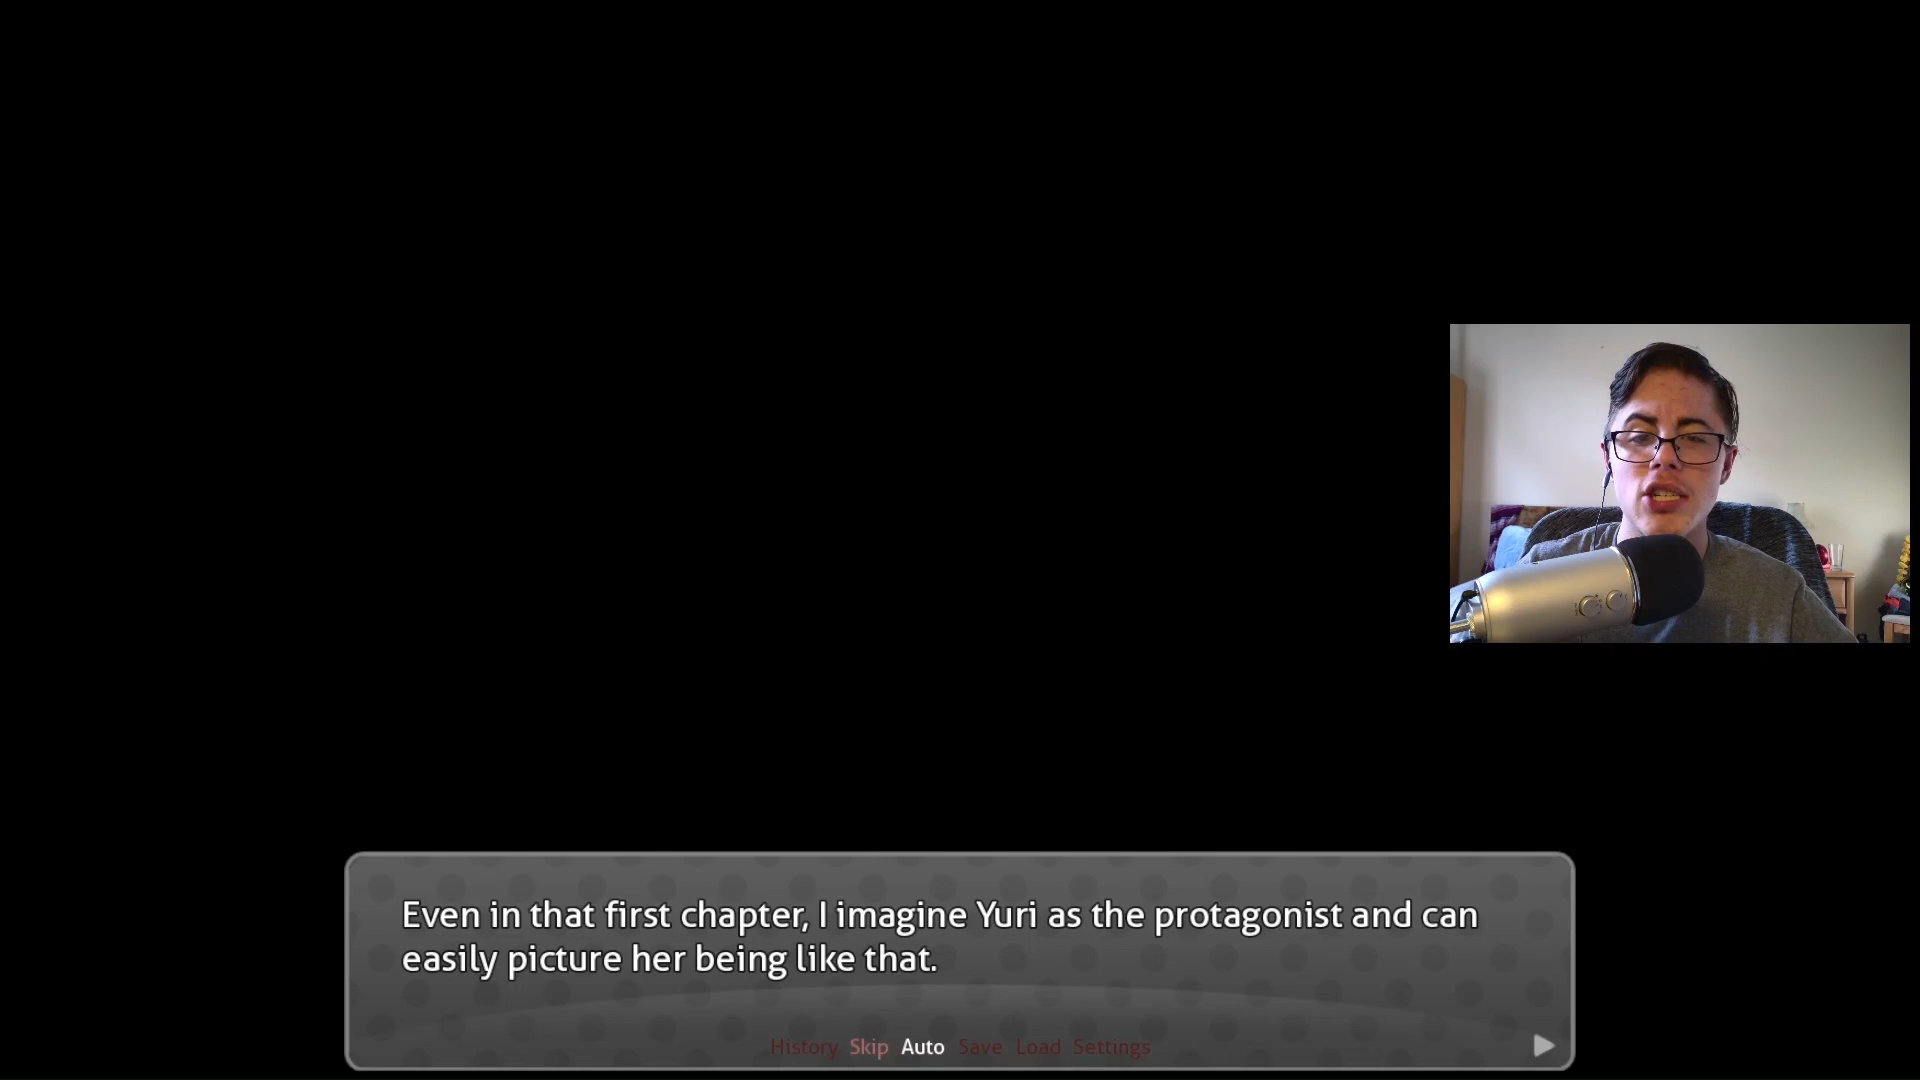 Even in that first chapter, I imagine Yuri as the protagonist and can
easily picture her being like that.
History Skip Auto Save Load Settings